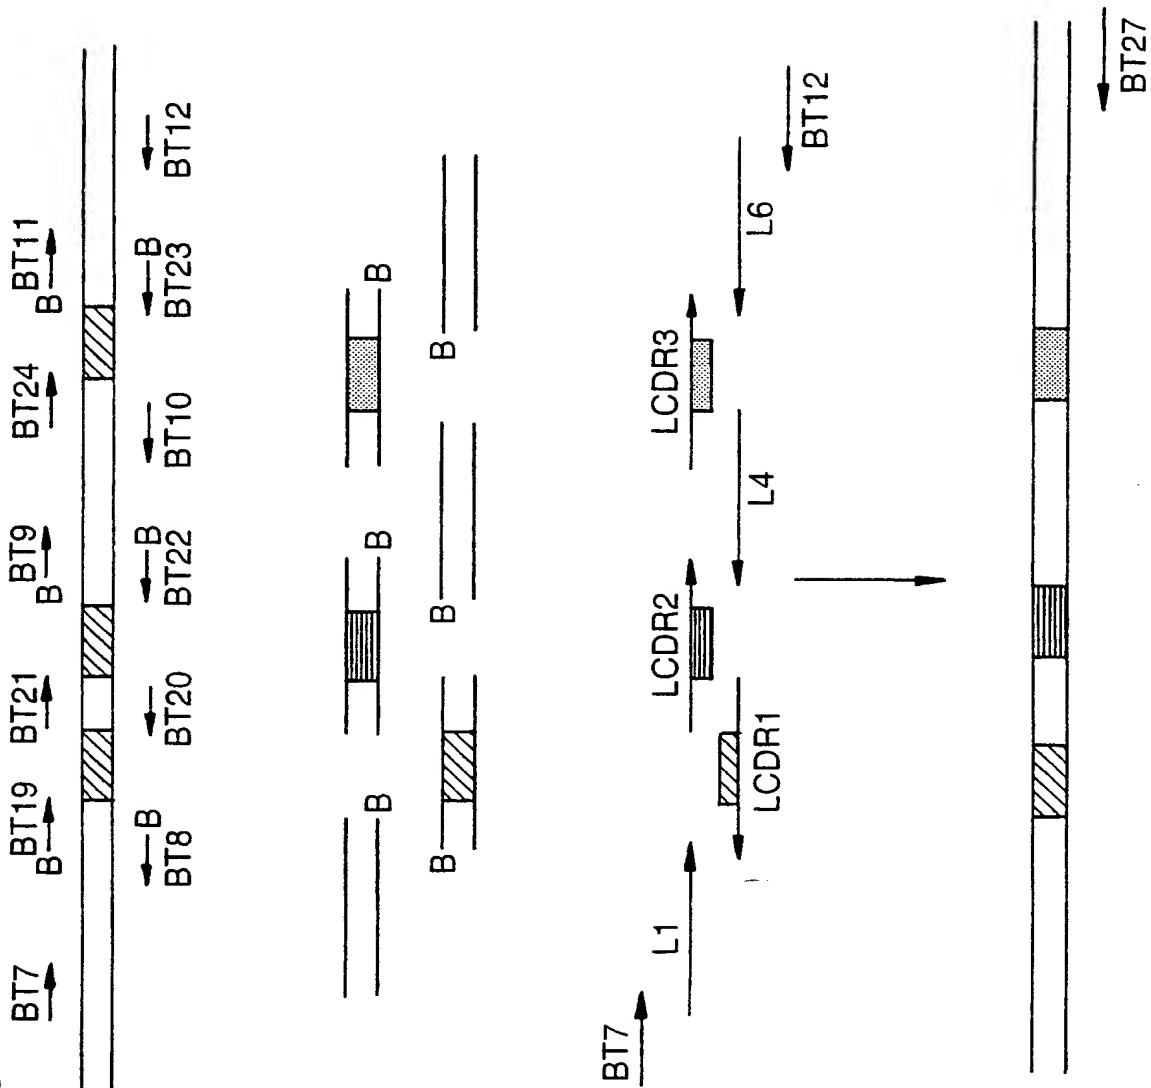 BT7 BT19 BT21 BT9 BT24 BT11
B B B
B B B
BT8 BT20 BT22 BT10 BT23 BT12
B B B
B B B
BT7
L1 LCDR2 LCDR3
LCDR1 L4 L6
BT12
BT27